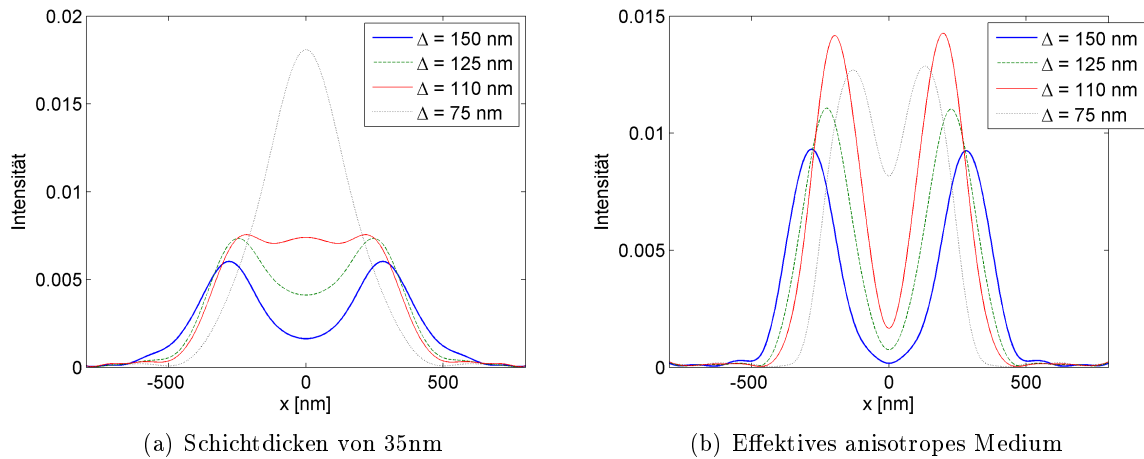 0.02
0.015
0.01
0.005
0
Intensität
-500
0
500
x [nm]
Δ = 150 nm
Δ = 125 nm
Δ = 110 nm
Δ = 75 nm
(a) Schichtdicken von 35nm
0.015
0.01
0.005
0
Intensität
-500
0
500
x [nm]
Δ = 150 nm
Δ = 125 nm
Δ = 110 nm
Δ = 75 nm
(b) Effektives anisotropes Medium